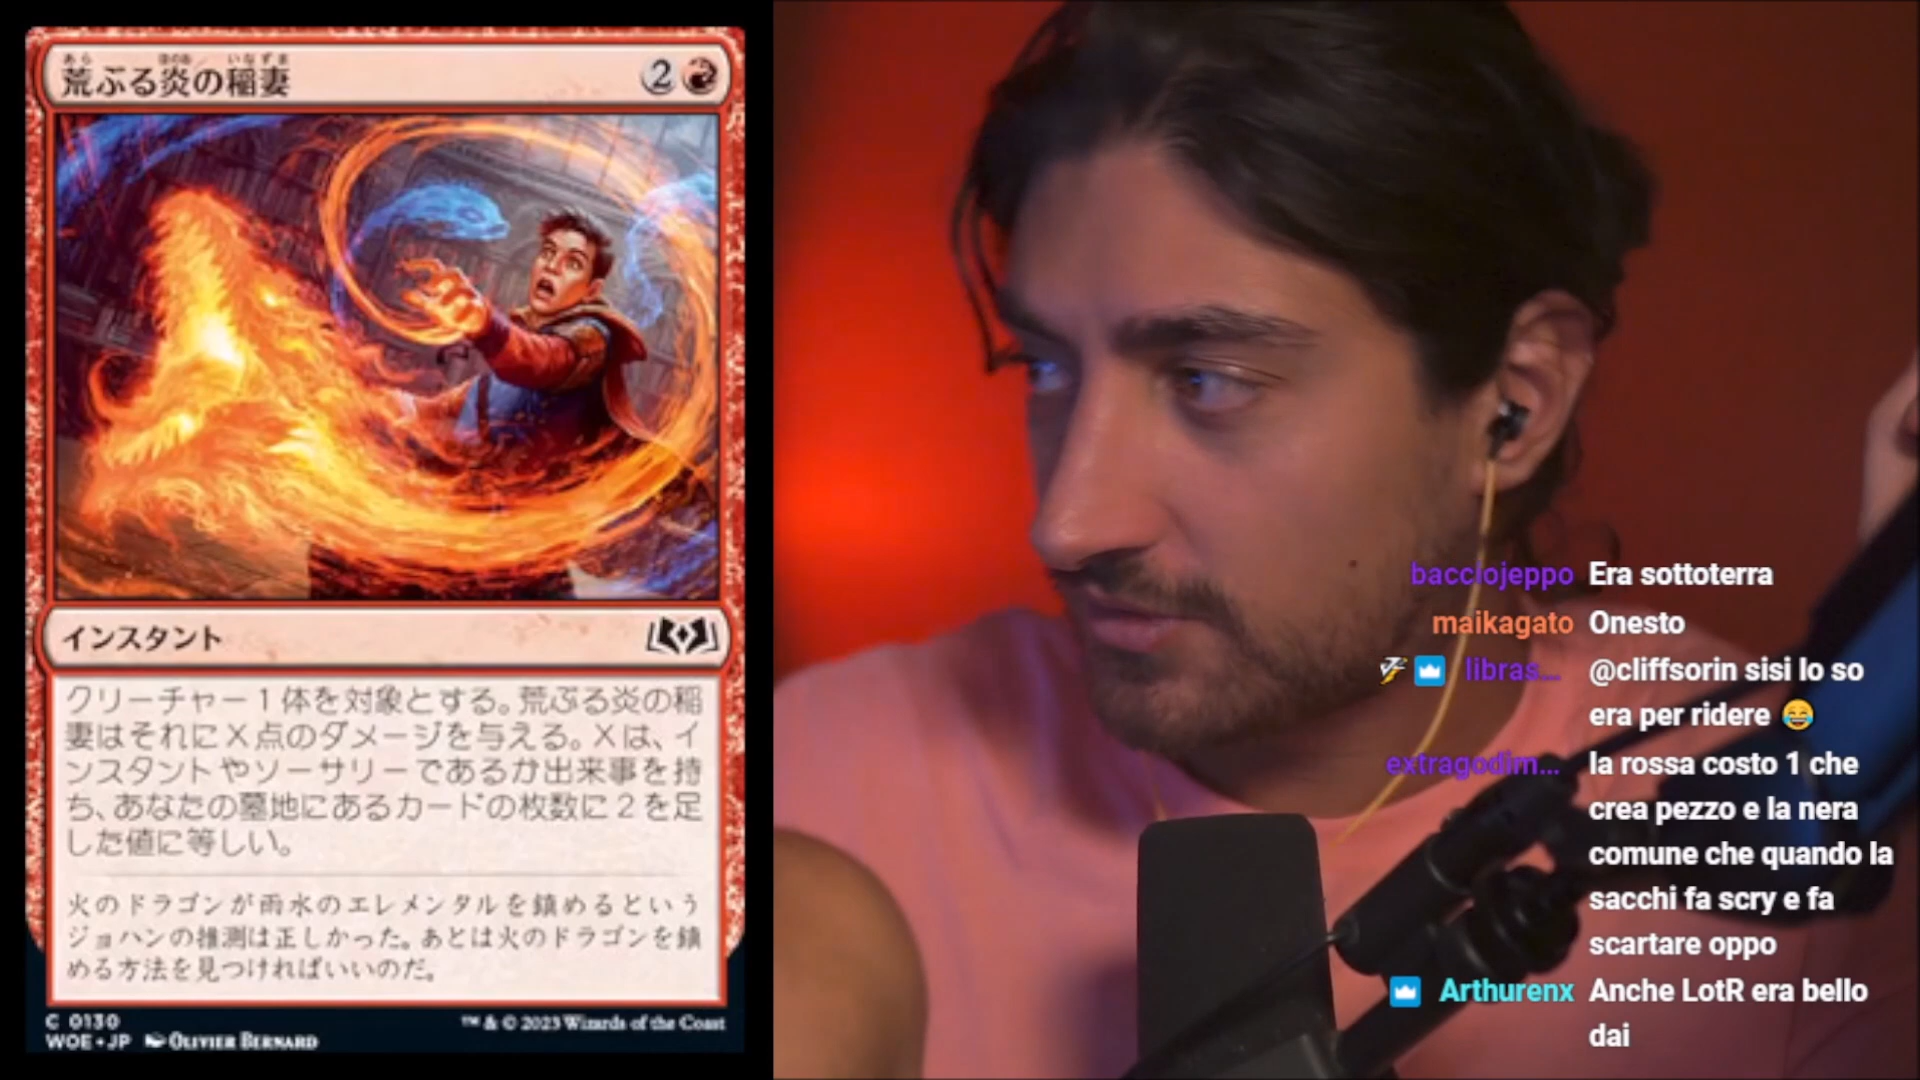 あら ほのお いなずま
荒ぶる炎の稲妻 2
インスタント
クリーチャー１体を対象とする。荒ぶる炎の稲
妻はそれにＸ点のダメージを与える。Ｘは、イ
ンスタントやソーサリーであるか出来事を持
ち、あなたの墓地にあるカードの枚数に２を足
した値に等しい。
火のドラゴンが雨水のエレメンタルを鎮めるという
ジョハンの推測は正しかった。あとは火のドラゴンを鎮
める方法を見つければいいのだ。
C 0130 ™ & © 2023 Wizards of the Coast
WOE • JP OLIVIER BERNARD
bacciojeppo Era sottoterra
maikagato Onesto
libras... @cliffsorin sisi lo so
era per ridere 😂
extragodim... la rossa costo 1 che
crea pezzo e la nera
comune che quando la
sacchi fa scry e fa
scartare oppo
Arthurenx Anche LotR era bello
dai